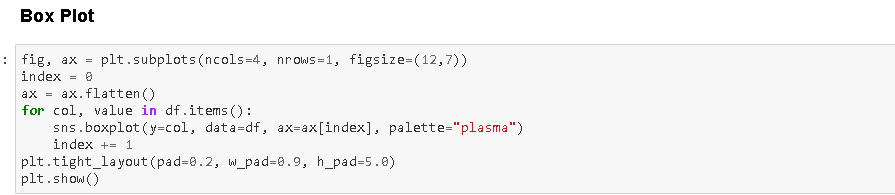 Box Plot
: fig, ax = plt.subplots(ncols=4, nrows=1, figsize=(12,7))
index = 0
ax = ax.flatten()
for col, value in df.items():
    sns.boxplot(y=col, data=df, ax=ax[index], palette="plasma")
    index += 1
plt.tight_layout(pad=0.2, w_pad=0.9, h_pad=5.0)
plt.show()